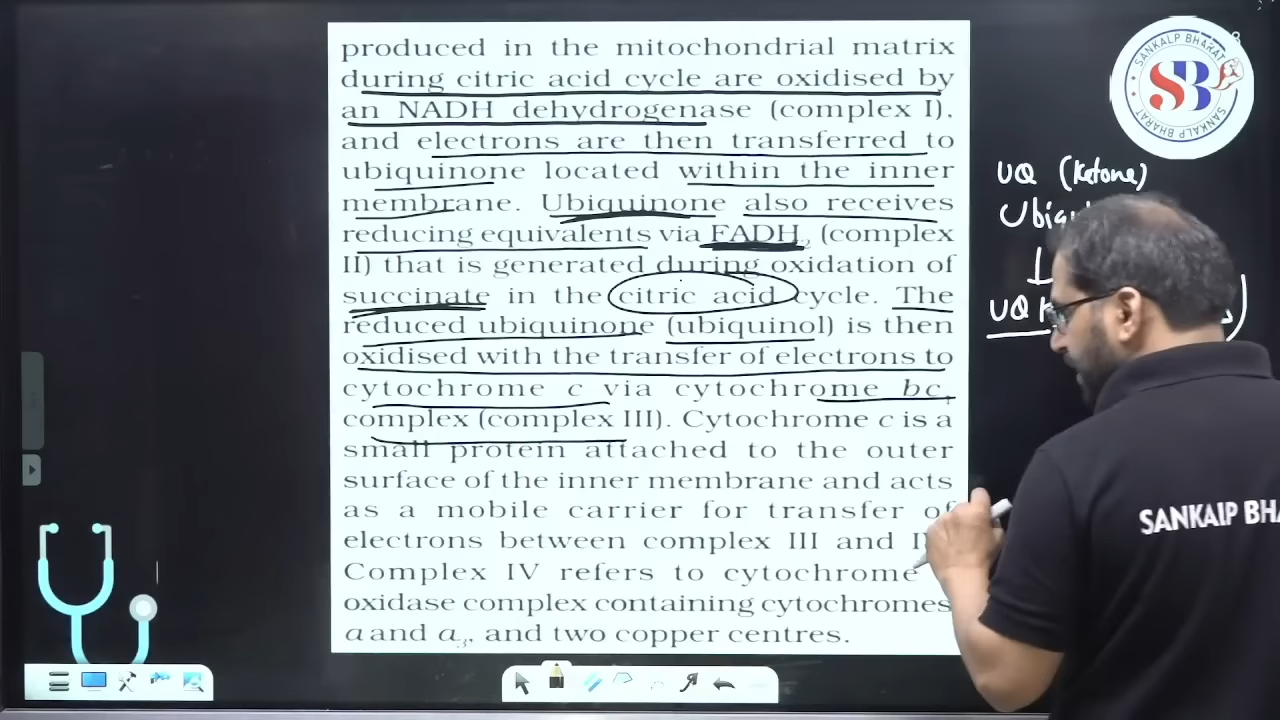 produced in the mitochondrial matrix
during citric acid cycle are oxidised by
an NADH dehydrogenase (complex I),
and electrons are then transferred to
ubiquinone located within the inner
membrane. Ubiquinone also receives
reducing equivalents via FADH2 (complex
II) that is generated during oxidation of
succinate in the citric acid cycle. The
reduced ubiquinone (ubiquinol) is then
oxidised with the transfer of electrons to
cytochrome c via cytochrome bc1
complex (complex III). Cytochrome c is a
small protein attached to the outer
surface of the inner membrane and acts
as a mobile carrier for transfer of
electrons between complex III and
Complex IV refers to cytochrome
oxidase complex containing cytochromes
a and a3, and two copper centres.
SANKALP BHARAT
SB
SANKALP BHARAT
UQ (Ketone)
UQ
SANKALP